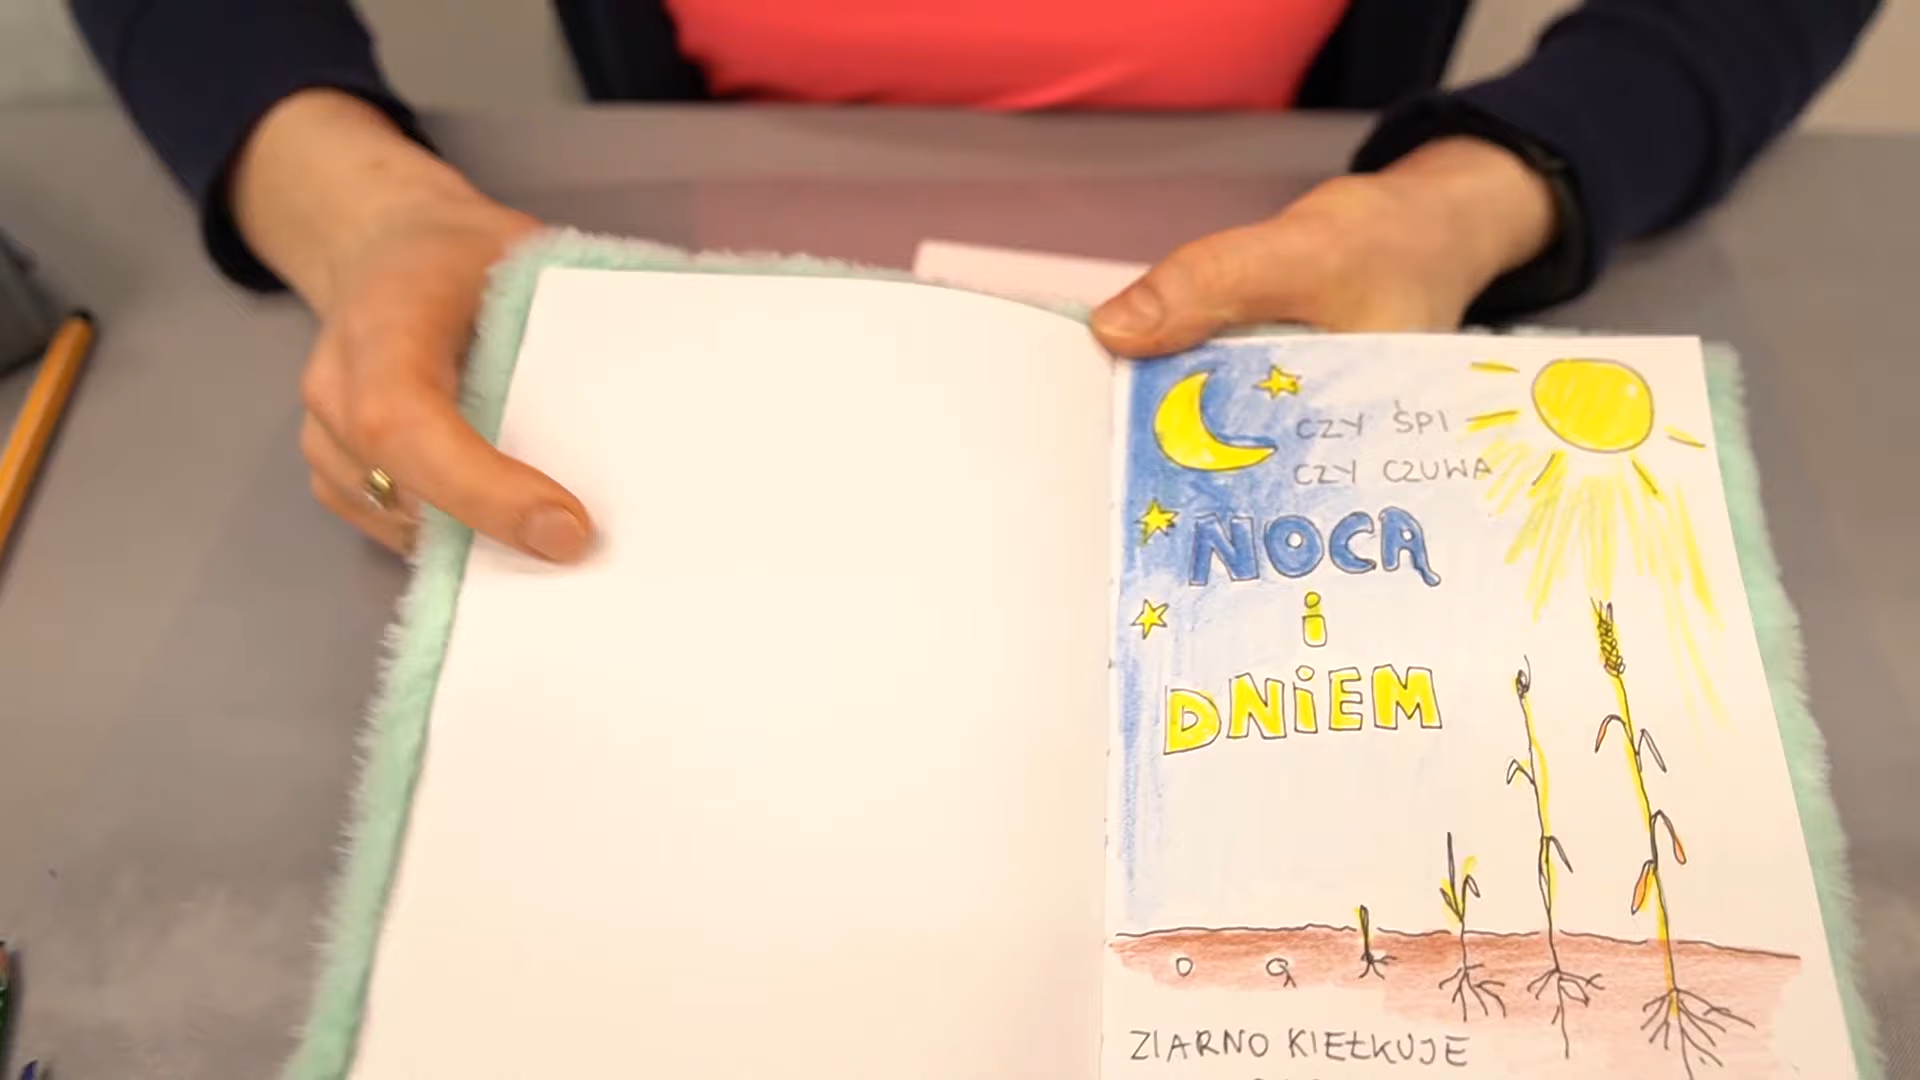 CZY ŚPI
CZY CZUWA
NOCĄ
i
DNiEM
ZIARNO KIEŁKUJE